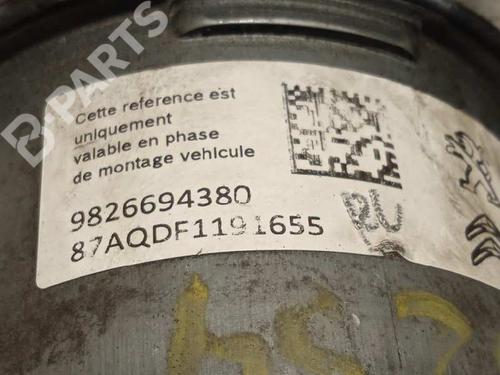 B-PARTS
Cette reference est
uniquement
valable en phase
de montage vehicule
9826694380
87AQDF1191655